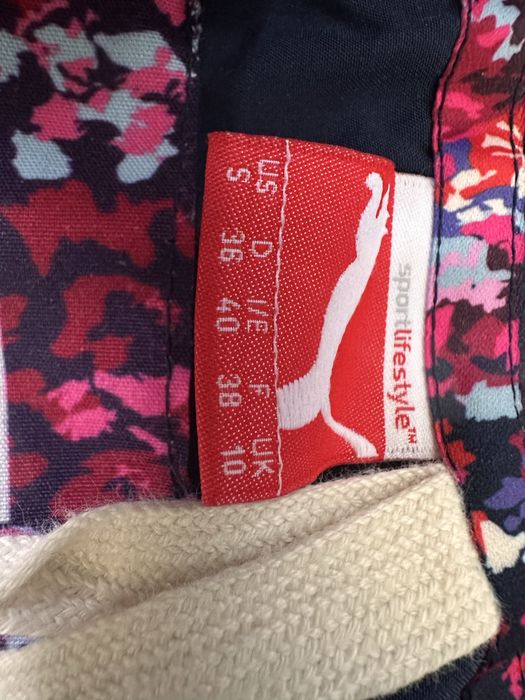 sportlifestyle™
US D I/E F UK
S 36 40 38 10